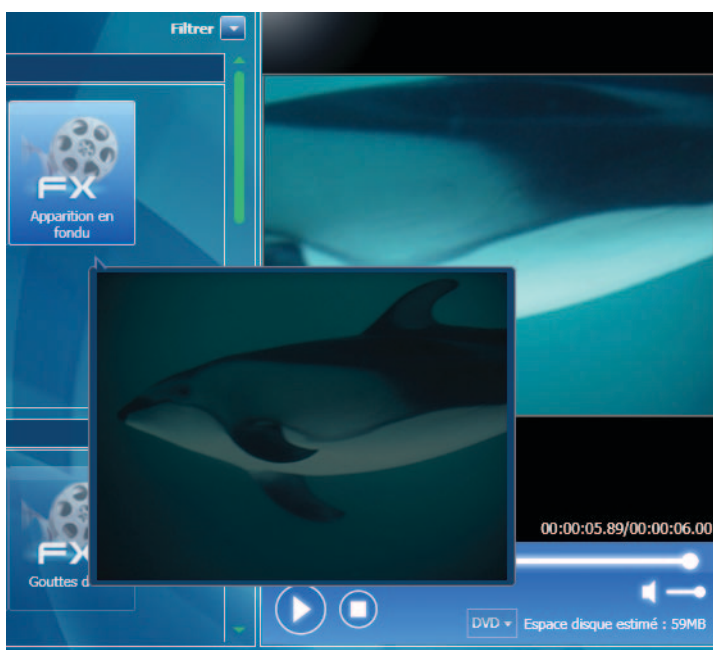 Filtrer
FX
Apparition en
fondu
FX
Gouttes d
00:00:05.89/00:00:06.00
DVD
Espace disque estimé : 59MB